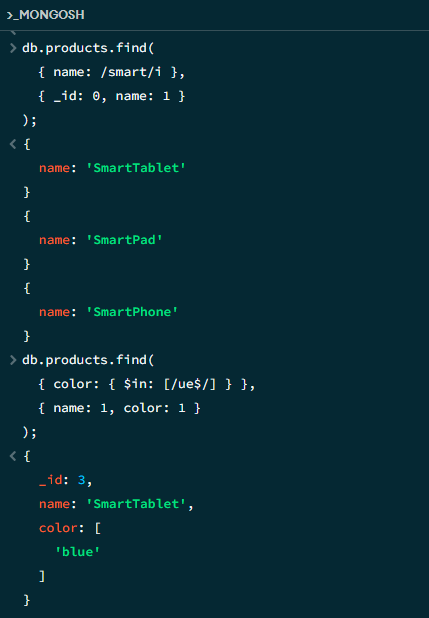 >_MONGOSH
> db.products.find(
{ name: /smart/i },
{ _id: 0, name: 1 }
);
< {
name: 'SmartTablet'
}
{
name: 'SmartPad'
}
{
name: 'SmartPhone'
}
> db.products.find(
{ color: { $in: [/ue$/] } },
{ name: 1, color: 1 }
);
< {
_id: 3,
name: 'SmartTablet',
color: [
'blue'
]
}